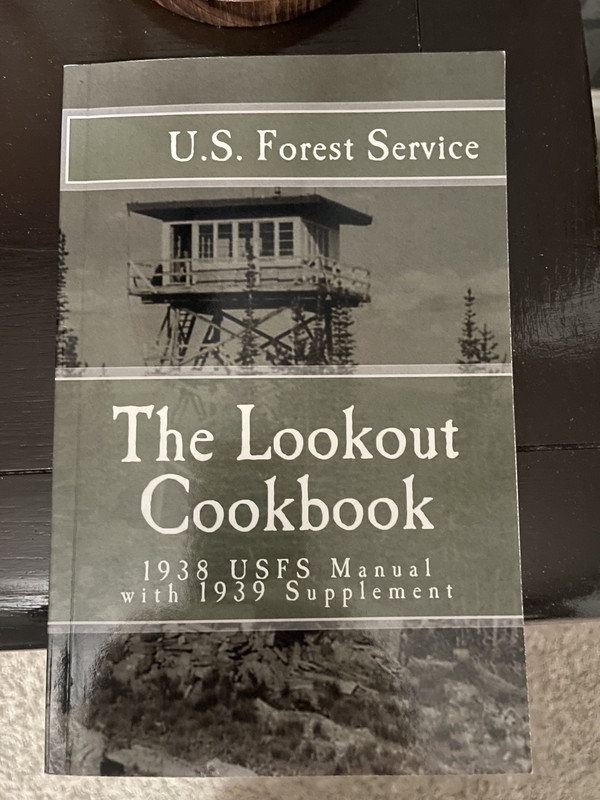 U.S. Forest Service
The Lookout
Cookbook
1938 USFS Manual
with 1939 Supplement